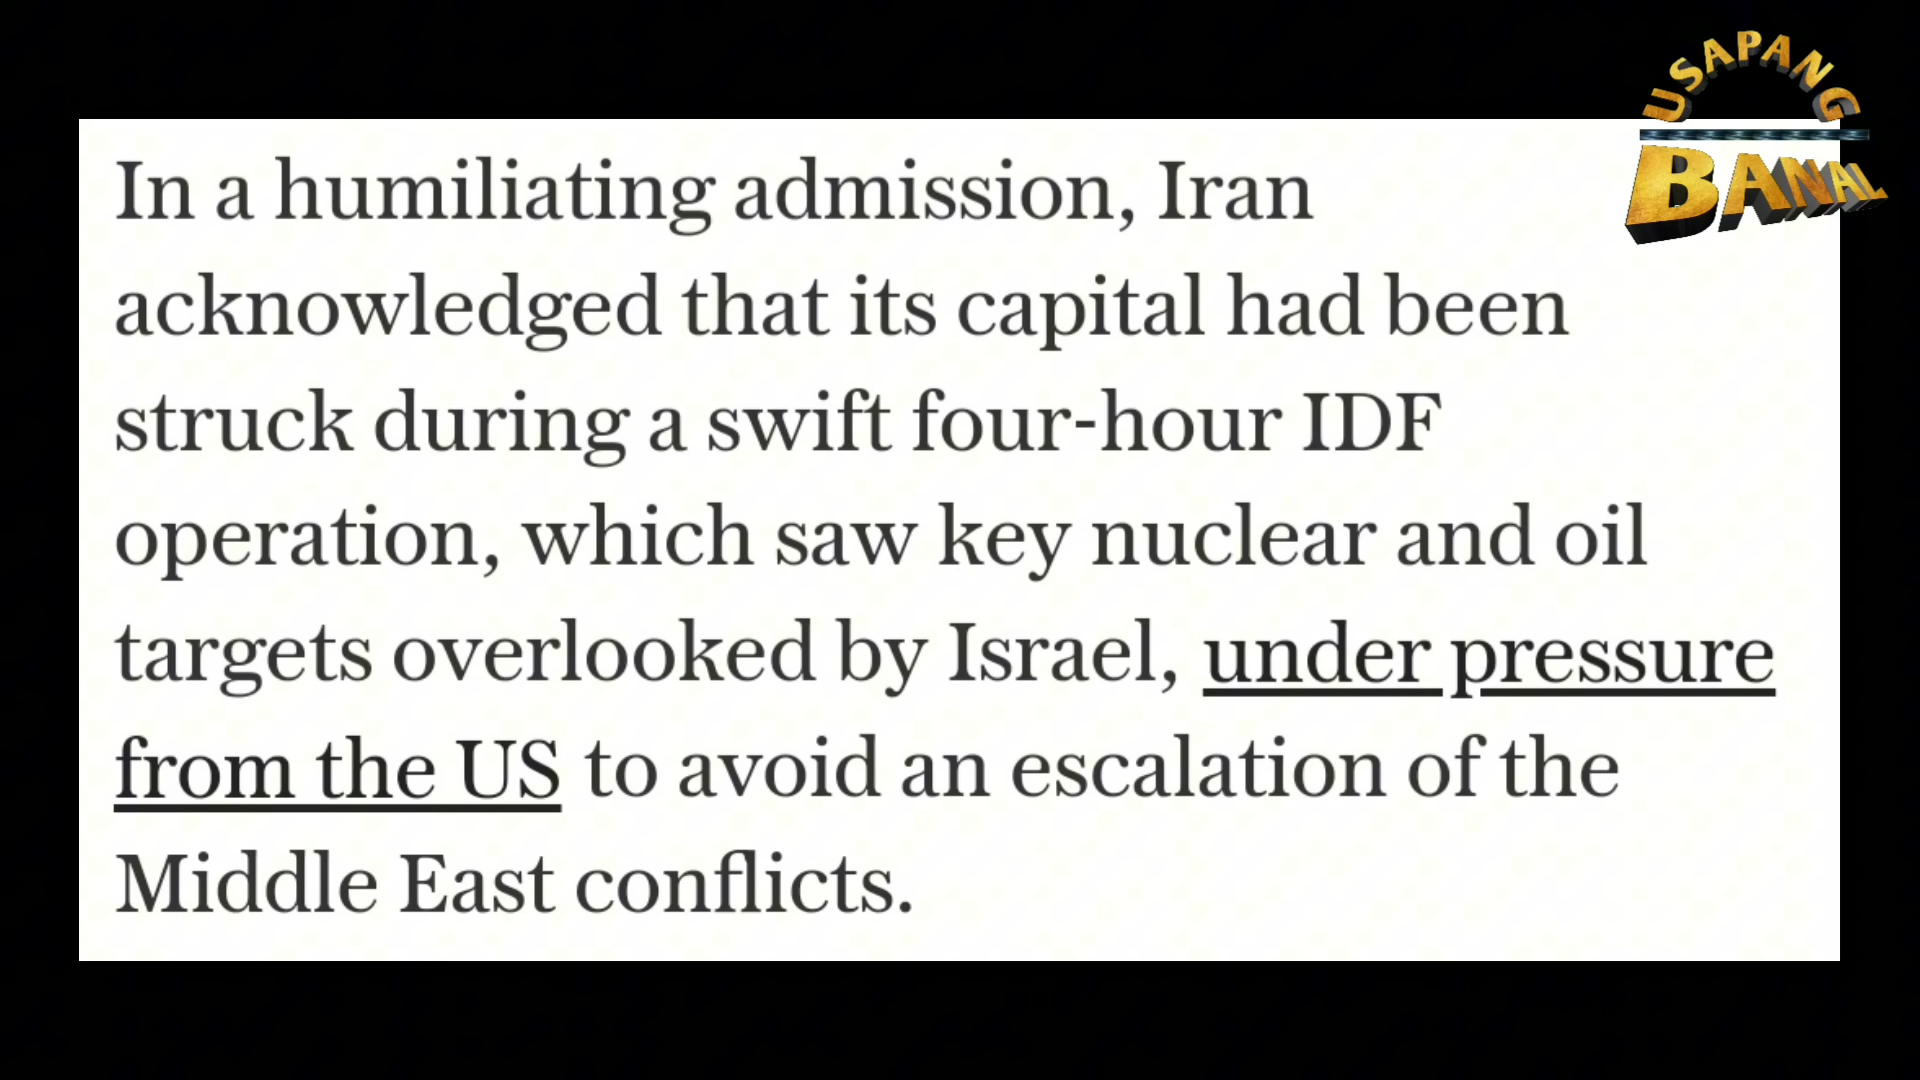 USAPANG
BANAL
In a humiliating admission, Iran
acknowledged that its capital had been
struck during a swift four-hour IDF
operation, which saw key nuclear and oil
targets overlooked by Israel, under pressure
from the US to avoid an escalation of the
Middle East conflicts.